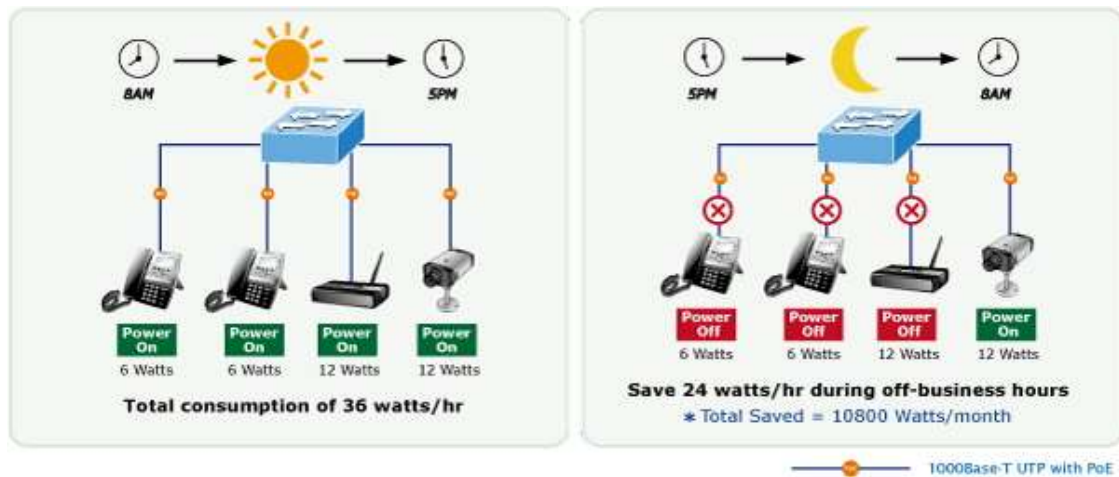 8AM
5PM
Power On
6 Watts
Power On
6 Watts
Power On
12 Watts
Power On
12 Watts
Total consumption of 36 watts/hr
5PM
8AM
Power Off
6 Watts
Power Off
6 Watts
Power Off
12 Watts
Power On
12 Watts
Save 24 watts/hr during off-business hours
* Total Saved = 10800 Watts/month
1000Base-T UTP with PoE